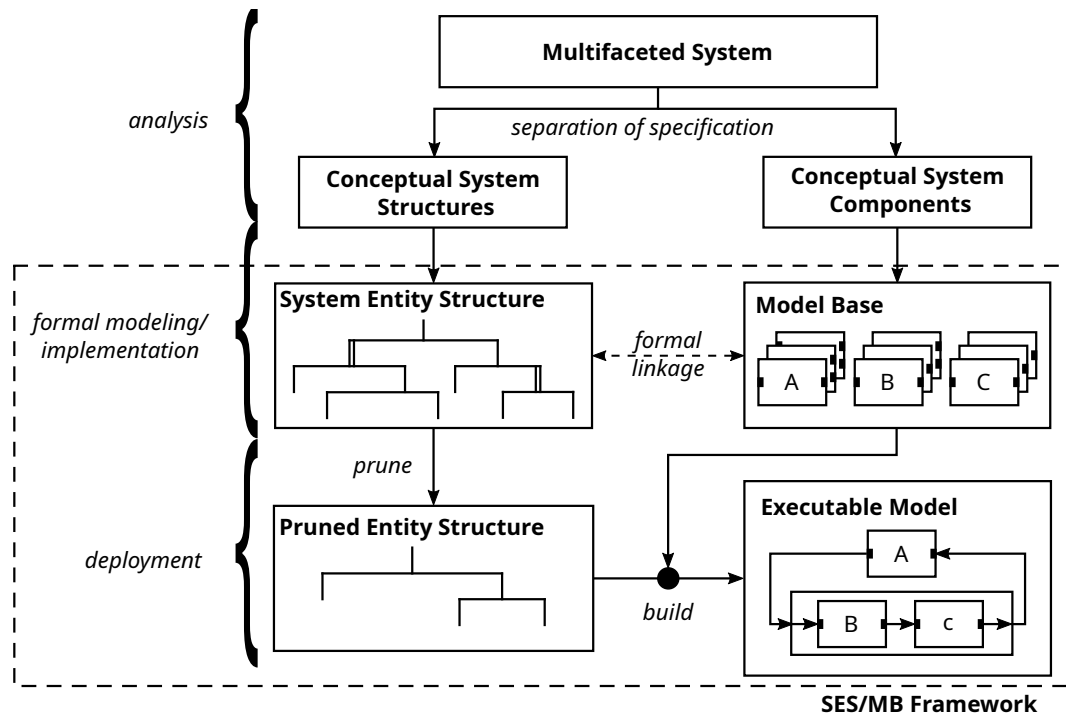 Multifaceted System
analysis
separation of specification
Conceptual System
Structures
Conceptual System
Components
System Entity Structure
Model Base
formal modeling/
implementation
formal
linkage
A
B
C
prune
Pruned Entity Structure
Executable Model
deployment
build
A
B
c
SES/MB Framework